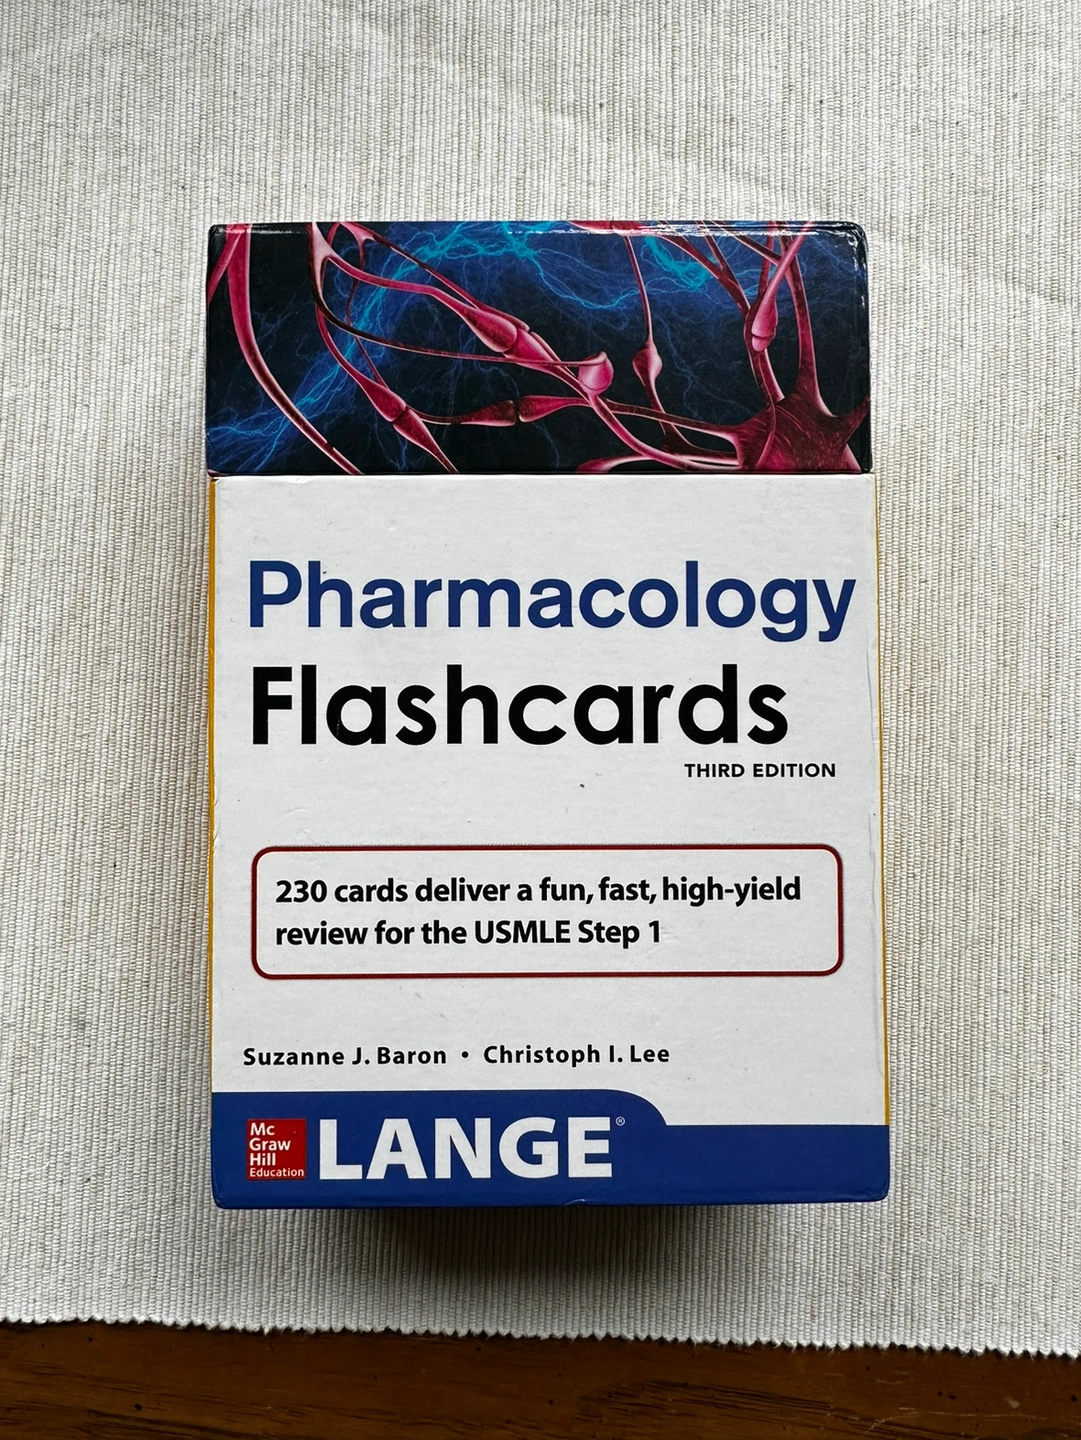 Pharmacology
Flashcards
THIRD EDITION
230 cards deliver a fun, fast, high-yield
review for the USMLE Step 1
Suzanne J. Baron • Christoph I. Lee
Mc
Graw
Hill
Education
LANGE®